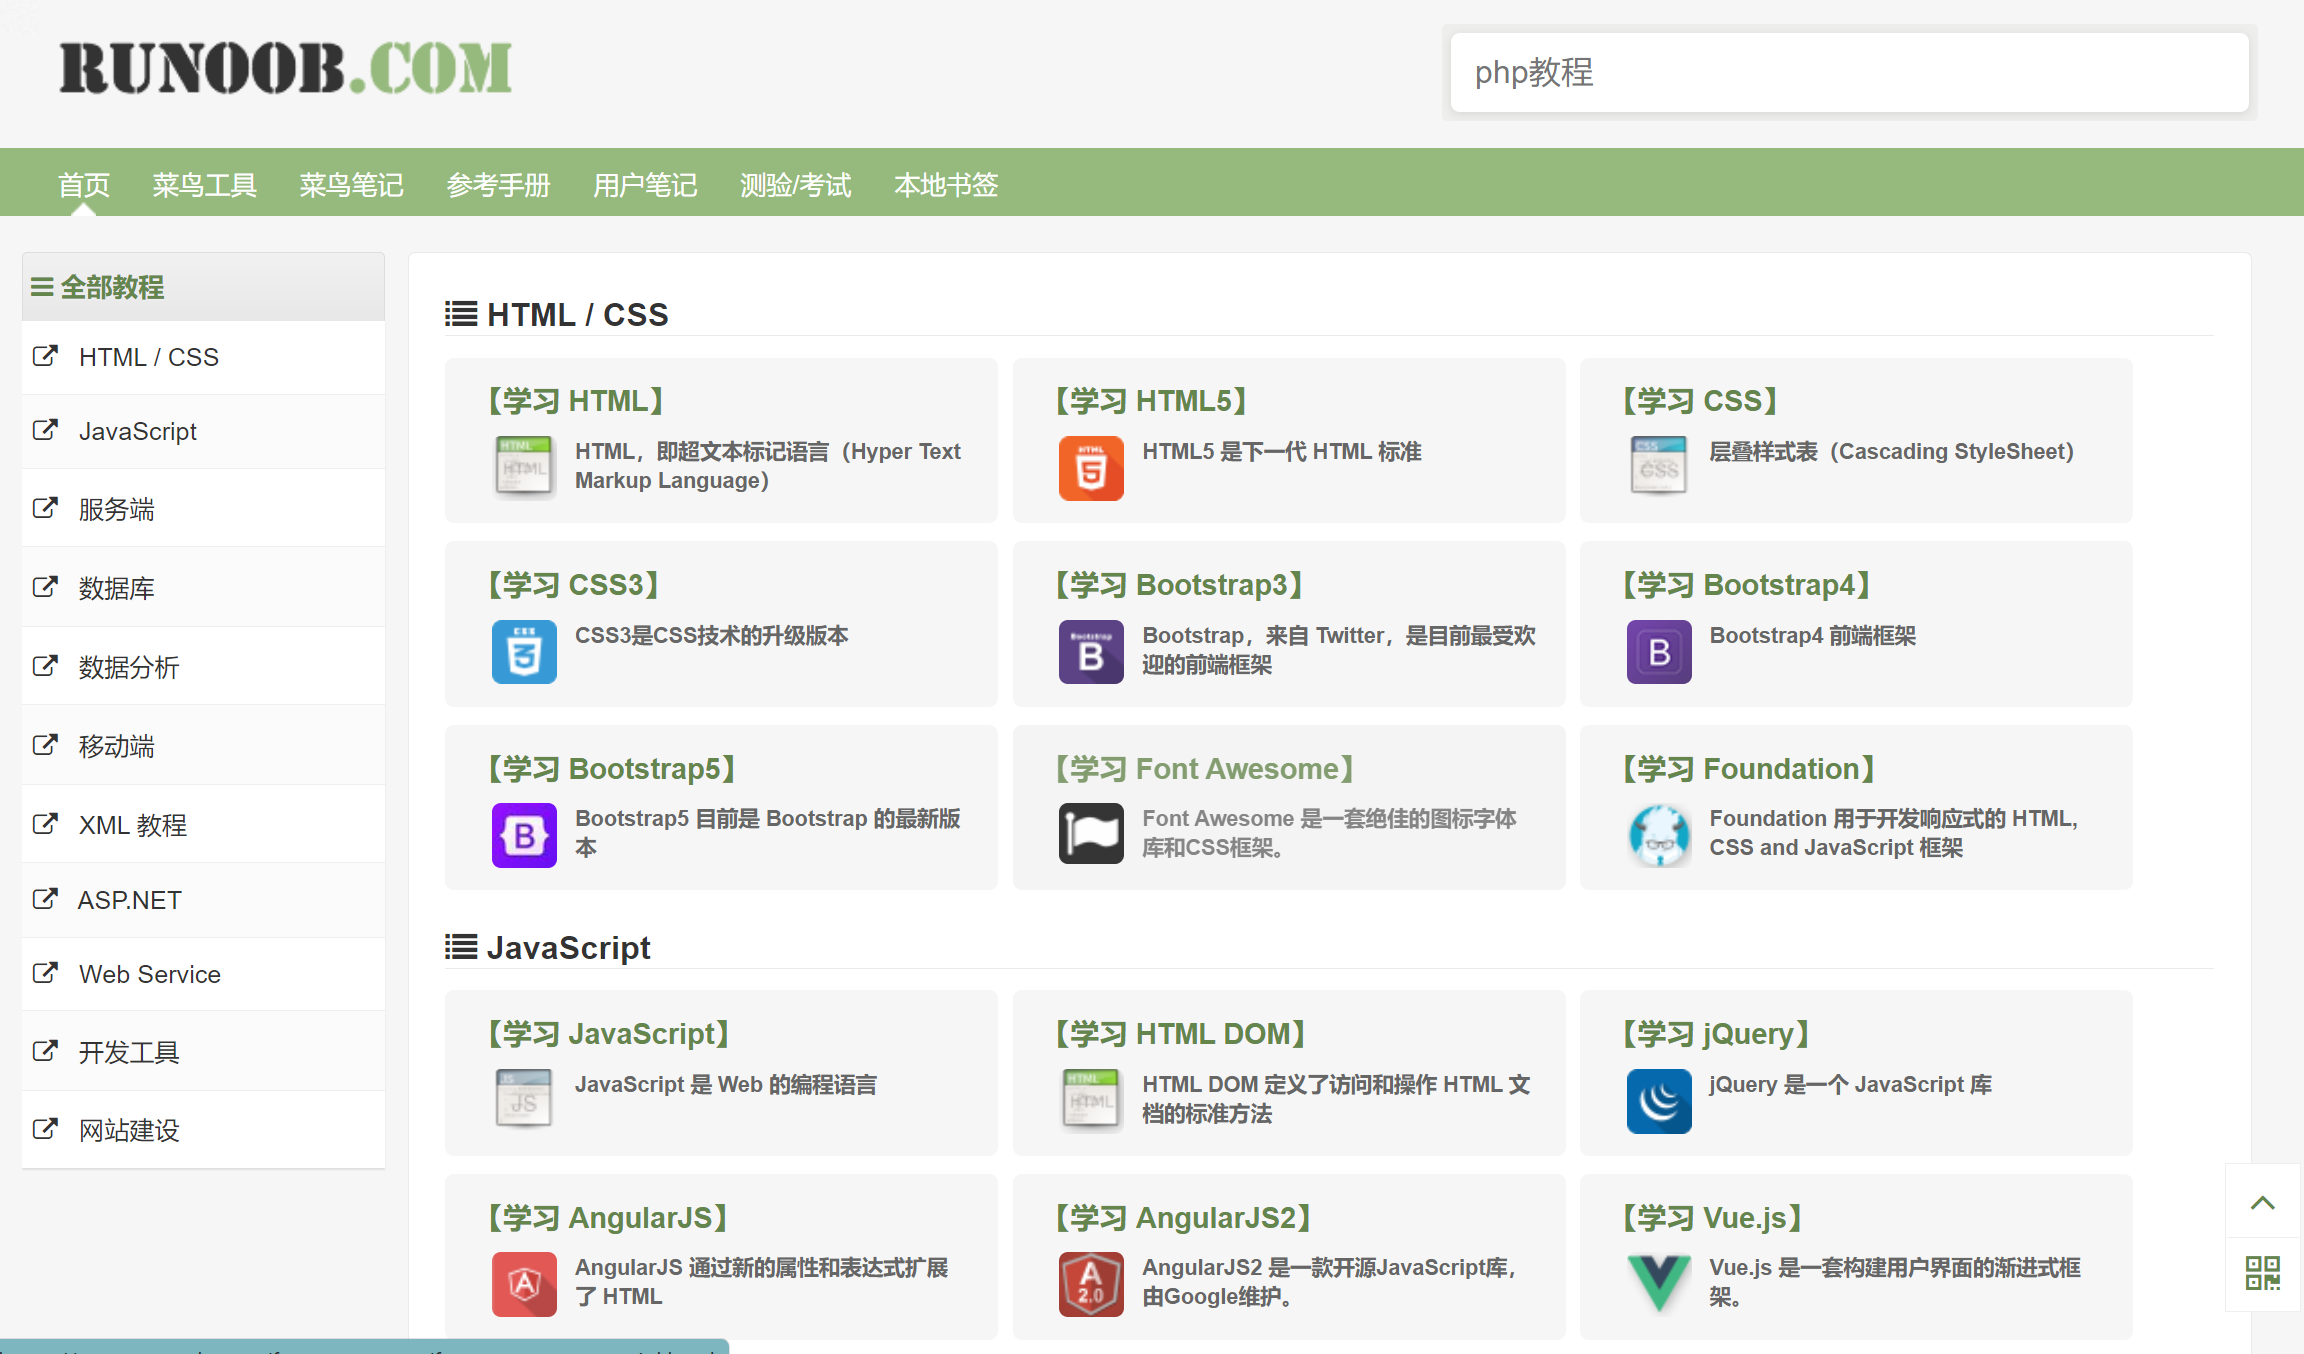 RUNOOB.COM
php教程
首页 菜鸟工具 菜鸟笔记 参考手册 用户笔记 测验/考试 本地书签
全部教程
HTML / CSS
JavaScript
服务端
数据库
数据分析
移动端
XML 教程
ASP.NET
Web Service
开发工具
网站建设
HTML / CSS
【学习 HTML】
HTML，即超文本标记语言（Hyper Text
Markup Language）
【学习 HTML5】
HTML5 是下一代 HTML 标准
【学习 CSS】
层叠样式表（Cascading StyleSheet）
【学习 CSS3】
CSS3是CSS技术的升级版本
【学习 Bootstrap3】
Bootstrap，来自 Twitter，是目前最受欢
迎的前端框架
【学习 Bootstrap4】
Bootstrap4 前端框架
【学习 Bootstrap5】
Bootstrap5 目前是 Bootstrap 的最新版
本
【学习 Font Awesome】
Font Awesome 是一套绝佳的图标字体
库和CSS框架。
【学习 Foundation】
Foundation 用于开发响应式的 HTML,
CSS and JavaScript 框架
JavaScript
【学习 JavaScript】
JavaScript 是 Web 的编程语言
【学习 HTML DOM】
HTML DOM 定义了访问和操作 HTML 文
档的标准方法
【学习 jQuery】
jQuery 是一个 JavaScript 库
【学习 AngularJS】
AngularJS 通过新的属性和表达式扩展
了 HTML
【学习 AngularJS2】
AngularJS2 是一款开源JavaScript库，
由Google维护。
【学习 Vue.js】
Vue.js 是一套构建用户界面的渐进式框
架。